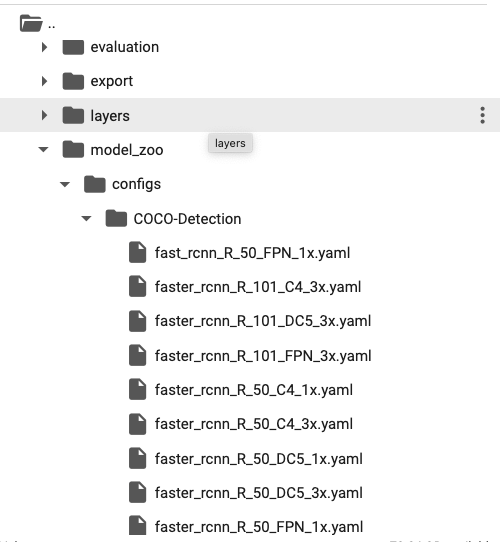 ..
evaluation
export
layers
model_zoo
layers
configs
COCO-Detection
fast_rcnn_R_50_FPN_1x.yaml
faster_rcnn_R_101_C4_3x.yaml
faster_rcnn_R_101_DC5_3x.yaml
faster_rcnn_R_101_FPN_3x.yaml
faster_rcnn_R_50_C4_1x.yaml
faster_rcnn_R_50_C4_3x.yaml
faster_rcnn_R_50_DC5_1x.yaml
faster_rcnn_R_50_DC5_3x.yaml
faster_rcnn_R_50_FPN_1x.yaml